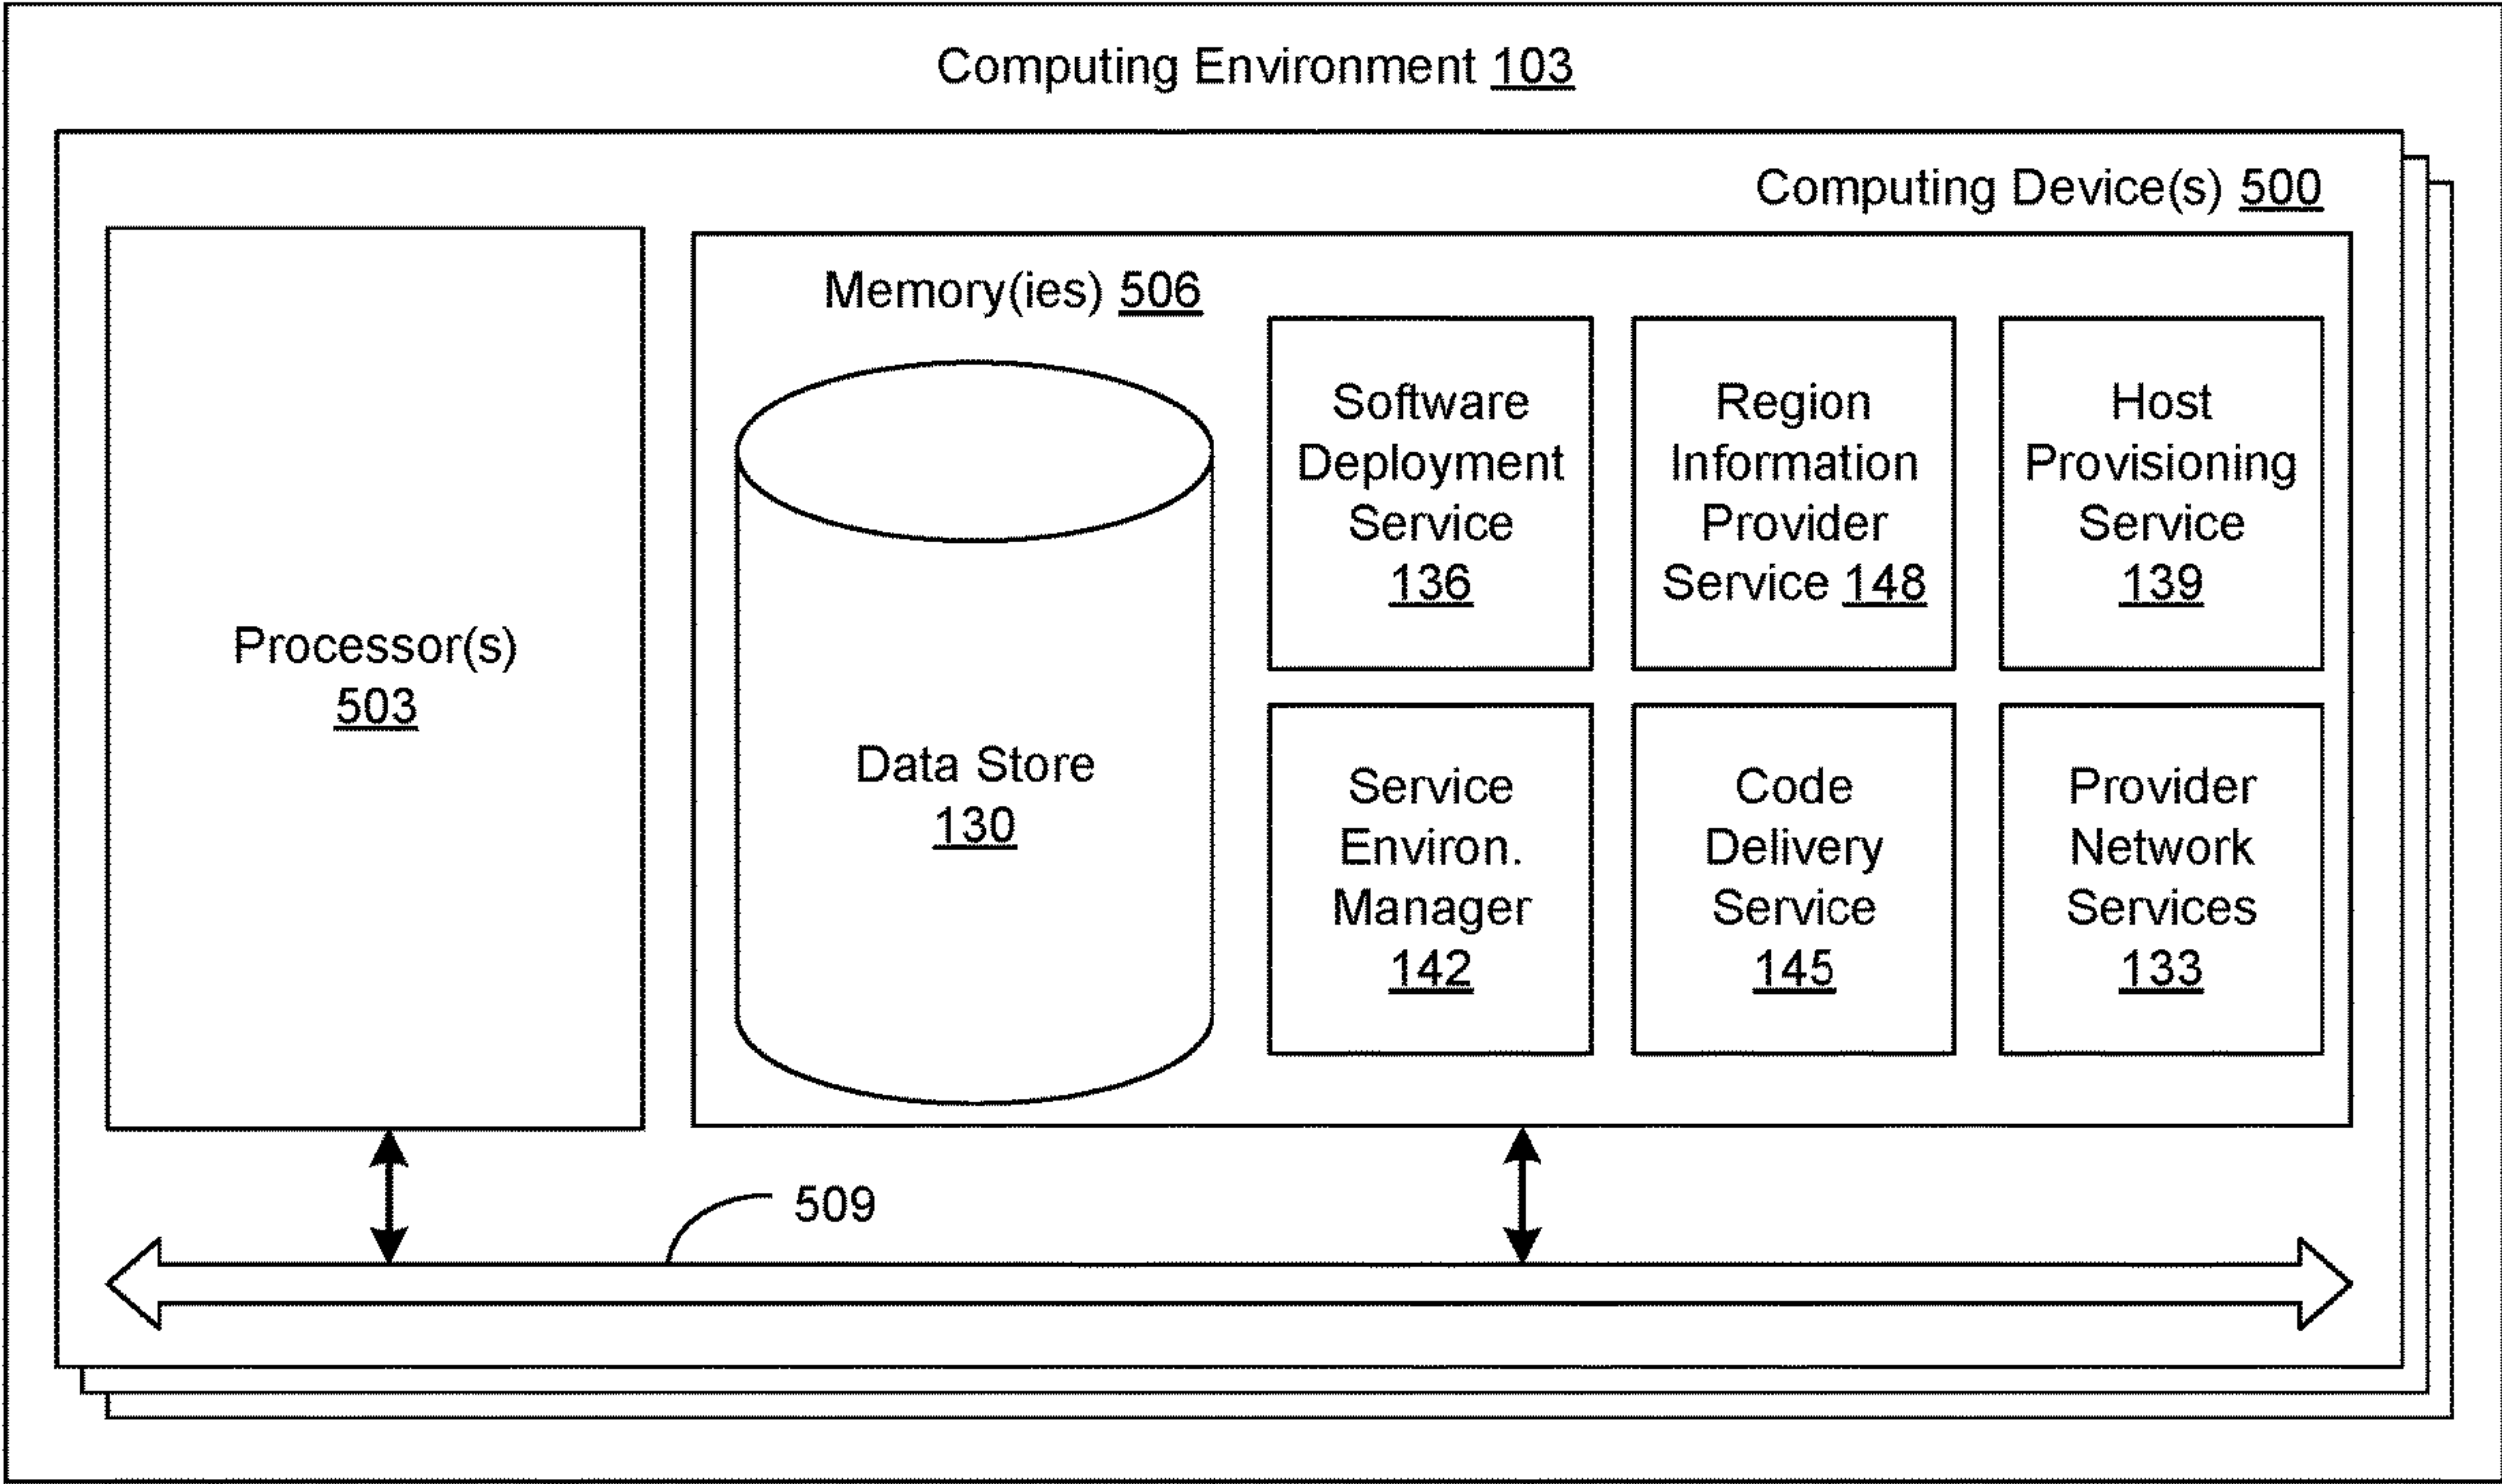 Computing Environment 103
Computing Device(s) 500
Memory(ies) 506
Processor(s)
503
Data Store
130
Software
Deployment
Service
136
Region
Information
Provider
Service 148
Host
Provisioning
Service
139
Service
Environ.
Manager
142
Code
Delivery
Service
145
Provider
Network
Services
133
509